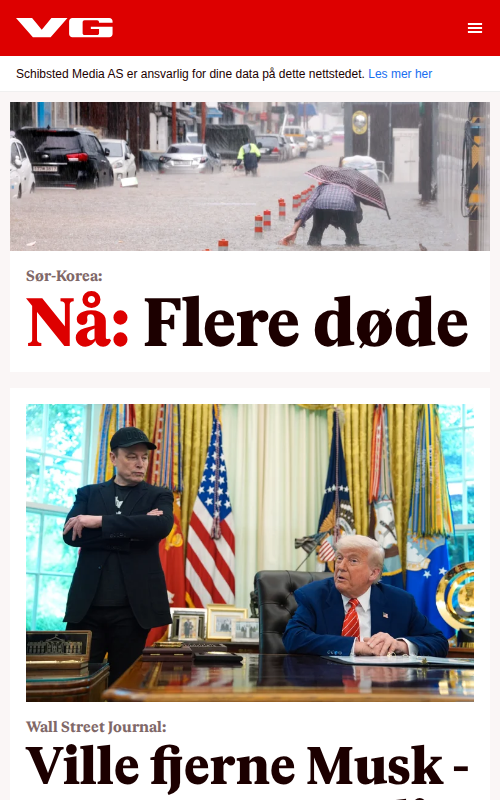 VG
Schibsted Media AS er ansvarlig for dine data på dette nettstedet. Les mer her
Sør-Korea:
Nå: Flere døde
Wall Street Journal:
Ville fjerne Musk -